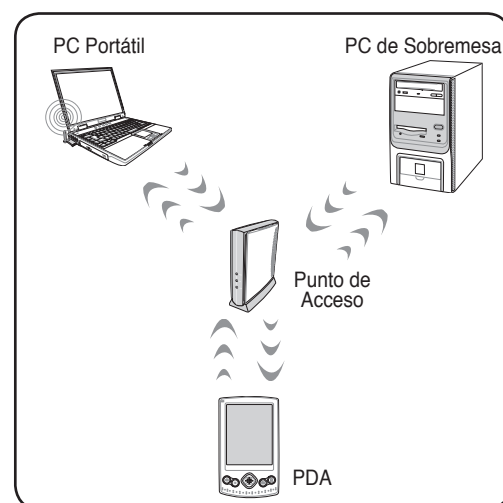 PC Portátil
PC de Sobremesa
Punto de
Acceso
PDA